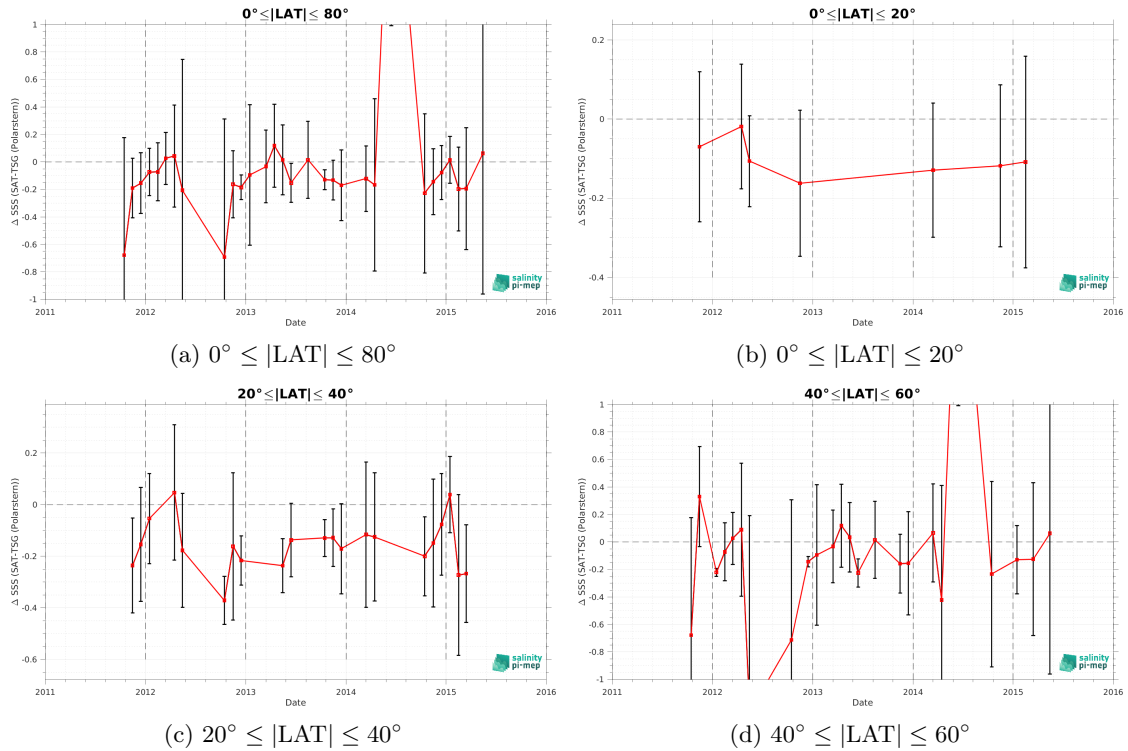 0°≤|LAT|≤ 80°
Δ SSS (SAT-TSG (Polarstern))
1
0.8
0.6
0.4
0.2
0
-0.2
-0.4
-0.6
-0.8
-1
2011
2012
2013
2014
2015
2016
Date
salinity
pi-mep
(a) 0° ≤ |LAT| ≤ 80°
0°≤|LAT|≤ 20°
Δ SSS (SAT-TSG (Polarstern))
0.2
0
-0.2
-0.4
2011
2012
2013
2014
2015
2016
Date
salinity
pi-mep
(b) 0° ≤ |LAT| ≤ 20°
20°≤|LAT|≤ 40°
Δ SSS (SAT-TSG (Polarstern))
0.2
0
-0.2
-0.4
-0.6
2011
2012
2013
2014
2015
2016
Date
salinity
pi-mep
(c) 20° ≤ |LAT| ≤ 40°
40°≤|LAT|≤ 60°
Δ SSS (SAT-TSG (Polarstern))
1
0.8
0.6
0.4
0.2
0
-0.2
-0.4
-0.6
-0.8
-1
2011
2012
2013
2014
2015
2016
Date
salinity
pi-mep
(d) 40° ≤ |LAT| ≤ 60°